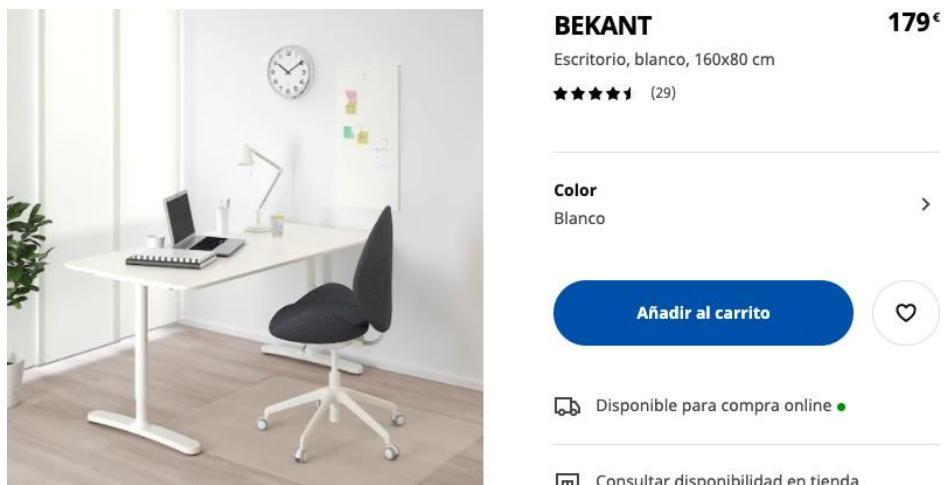 BEKANT
179€
Escritorio, blanco, 160x80 cm
(29)
Color
Blanco
Añadir al carrito
Disponible para compra online
Consultar disponibilidad en tienda